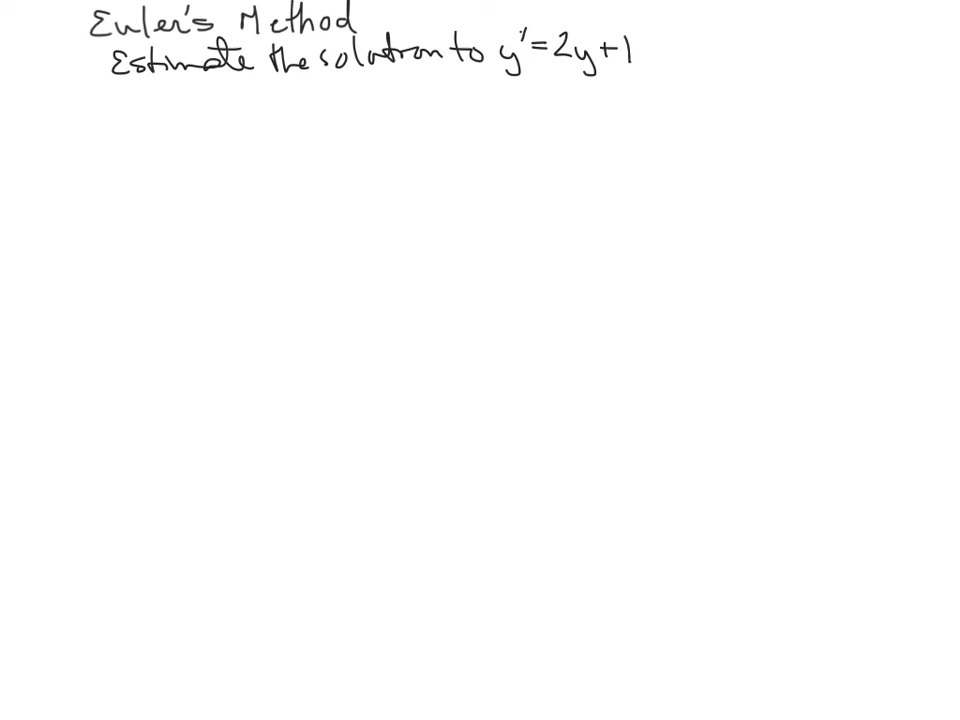 Euler's Method
Estimate the solution to y' = 2y + 1